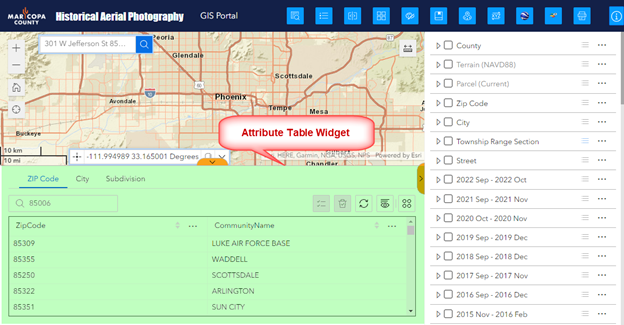 MARICOPA COUNTY
Historical Aerial Photography
GIS Portal
301 W Jefferson St 85...
Peoria
Glendale
Scottsdale
Phoenix
Avondale
Tempe
Mesa
Buckeye
Chandler
10 km
10 mi
-111.994989 33.165001 Degrees
HERE, Garmin, NGA, USGS, NPS
Powered by Esri
Attribute Table Widget
ZIP Code
City
Subdivision
85006
ZipCode
CommunityName
85309
LUKE AIR FORCE BASE
85355
WADDELL
85250
SCOTTSDALE
85322
ARLINGTON
85351
SUN CITY
County
Terrain (NAVD88)
Parcel (Current)
Zip Code
City
Township Range Section
Street
2022 Sep - 2022 Oct
2021 Sep - 2021 Nov
2020 Oct - 2020 Nov
2019 Sep - 2019 Dec
2018 Sep - 2018 Dec
2017 Sep - 2017 Nov
2016 Sep - 2016 Dec
2015 Nov - 2016 Feb